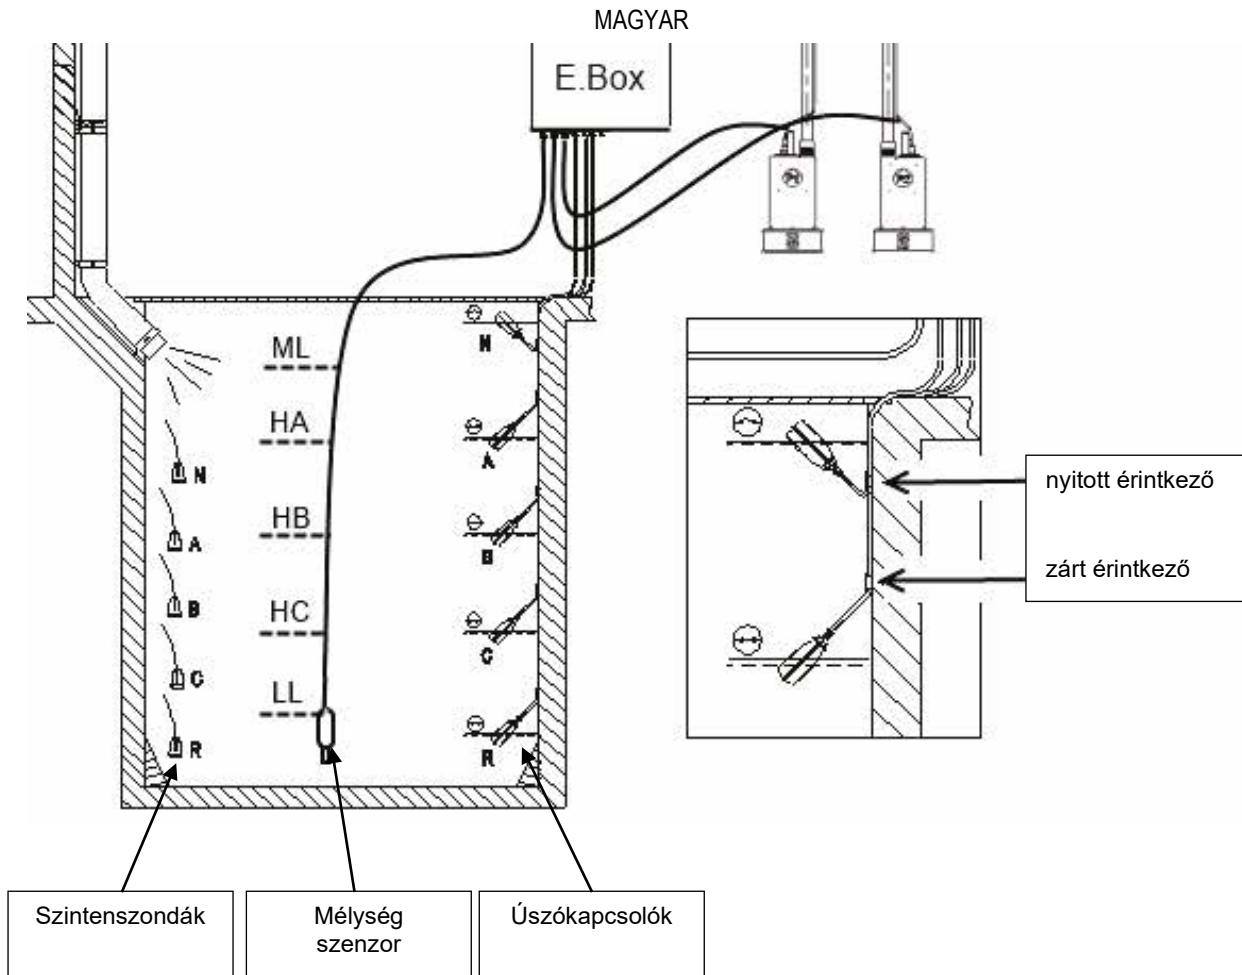 MAGYAR
E.Box
ML
HA
HB
HC
LL
N
A
B
C
R
N
A
B
C
R
nyitott érintkező
zárt érintkező
Szintenszondák
Mélység
szenzor
Úszókapcsolók